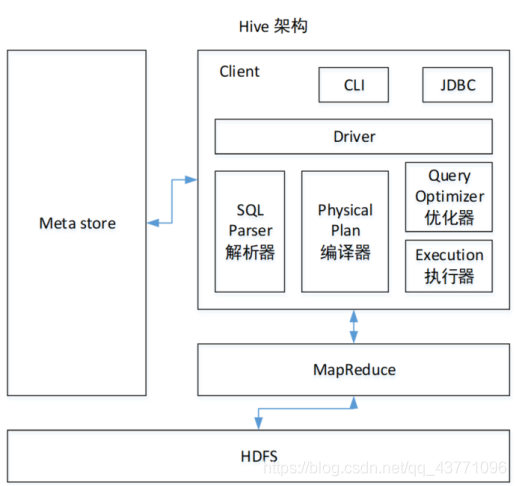 Hive 架构
Client
CLI
JDBC
Driver
Meta store
SQL
Parser
解析器
Physical
Plan
编译器
Query
Optimizer
优化器
Execution
执行器
MapReduce
HDFS
https://blog.csdn.net/qq_43771096